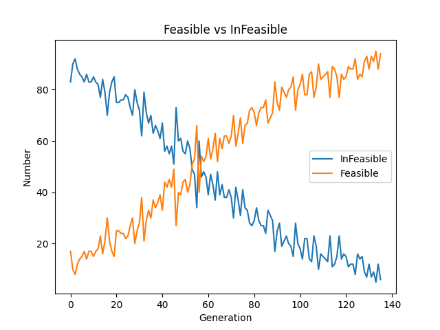 Feasible vs InFeasible
Number
80
60
40
20
InFeasible
Feasible
0 20 40 60 80 100 120 140
Generation